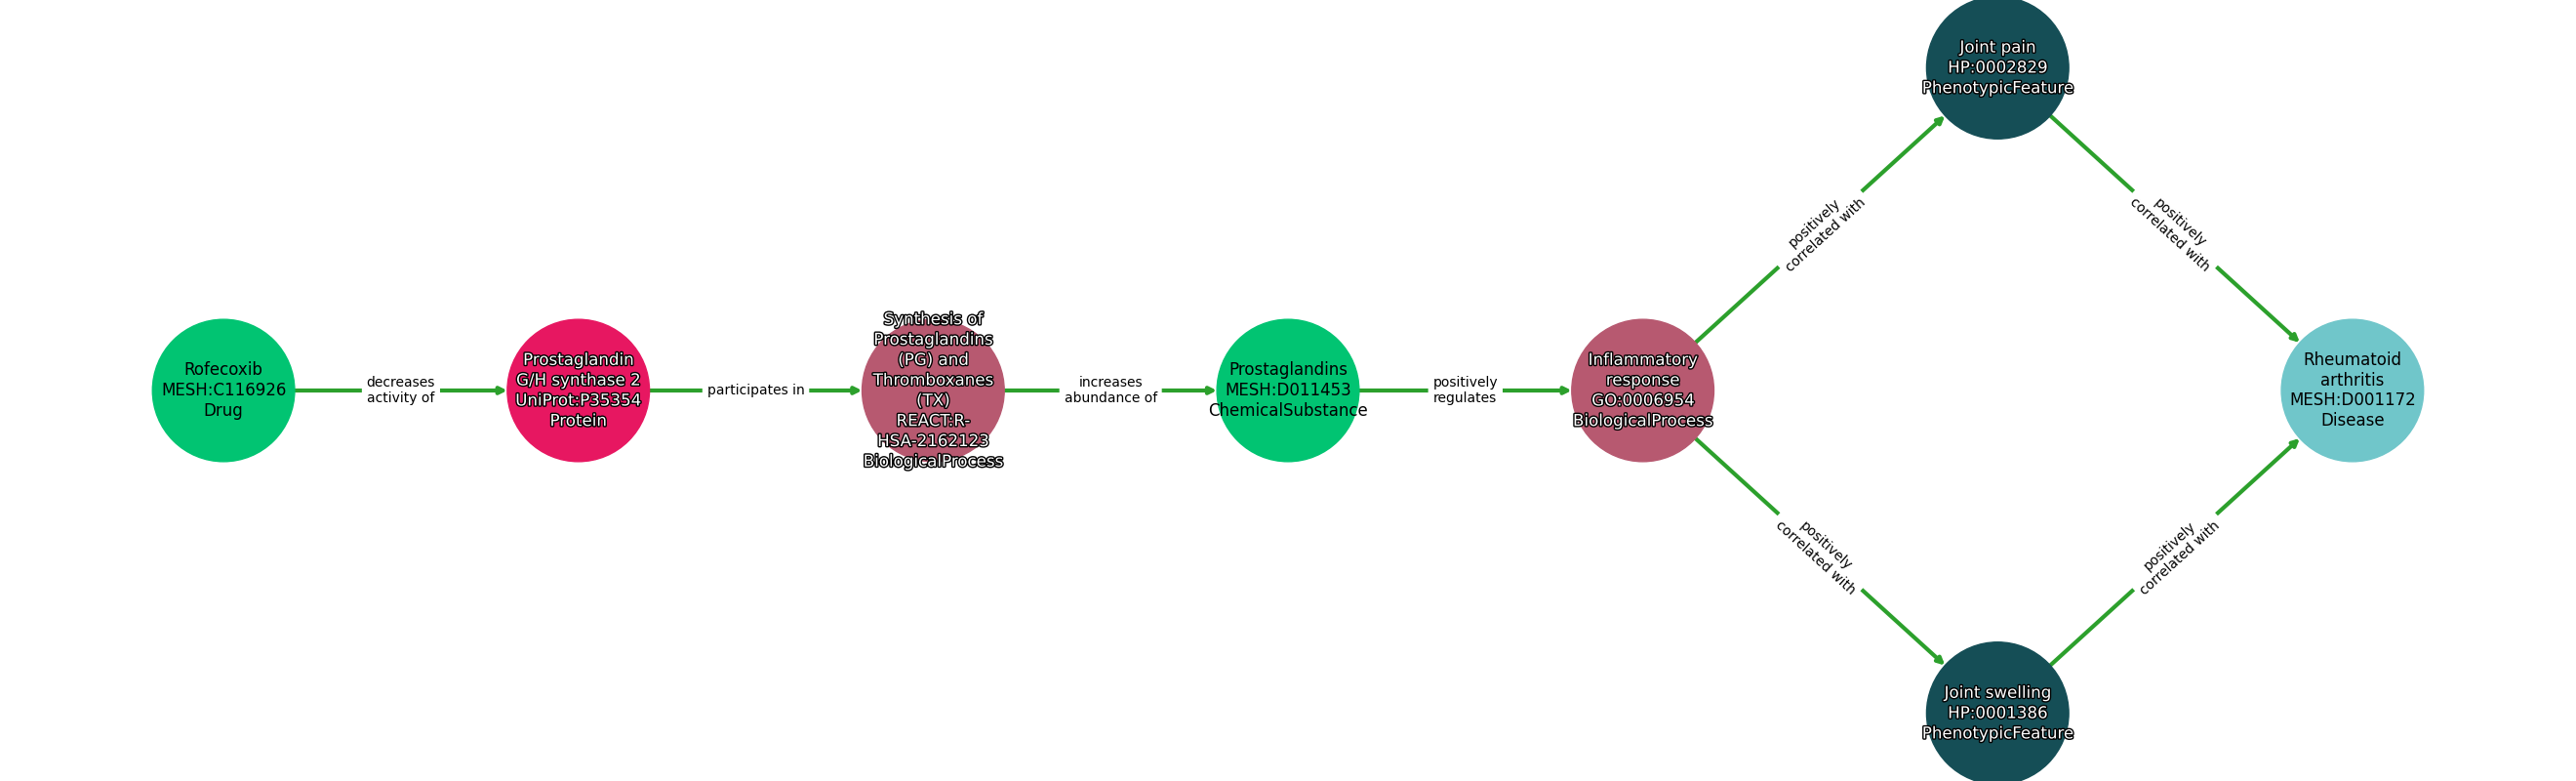 Rofecoxib
MESH:C116926
Drug
decreases
activity of
Prostaglandin
G/H synthase 2
UniProt:P35354
Protein
participates in
Synthesis of
Prostaglandins
(PG) and
Thromboxanes
(TX)
REACT:R-
HSA-2162123
BiologicalProcess
increases
abundance of
Prostaglandins
MESH:D011453
ChemicalSubstance
positively
regulates
Inflammatory
response
GO:0006954
BiologicalProcess
positively
correlated with
Joint pain
HP:0002829
PhenotypicFeature
positively
correlated with
positively
correlated with
Joint swelling
HP:0001386
PhenotypicFeature
positively
correlated with
Rheumatoid
arthritis
MESH:D001172
Disease